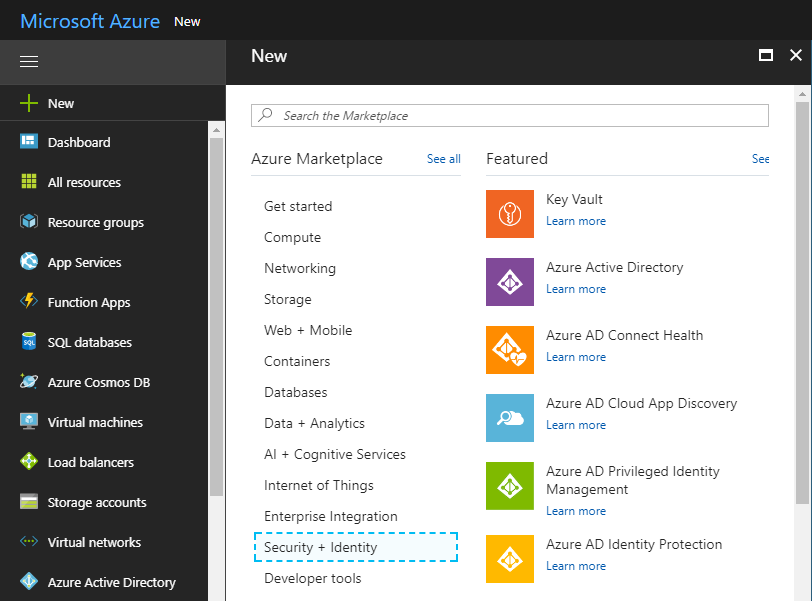 Microsoft Azure New
New
New
Search the Marketplace
Dashboard
All resources
Resource groups
App Services
Function Apps
SQL
SQL databases
Azure Cosmos DB
Virtual machines
Load balancers
Storage accounts
Virtual networks
Azure Active Directory
Azure Marketplace
See all
Get started
Compute
Networking
Storage
Web + Mobile
Containers
Databases
Data + Analytics
AI + Cognitive Services
Internet of Things
Enterprise Integration
Security + Identity
Developer tools
Featured
See
Key Vault
Learn more
Azure Active Directory
Learn more
Azure AD Connect Health
Learn more
Azure AD Cloud App Discovery
Learn more
Azure AD Privileged Identity
Management
Learn more
Azure AD Identity Protection
Learn more